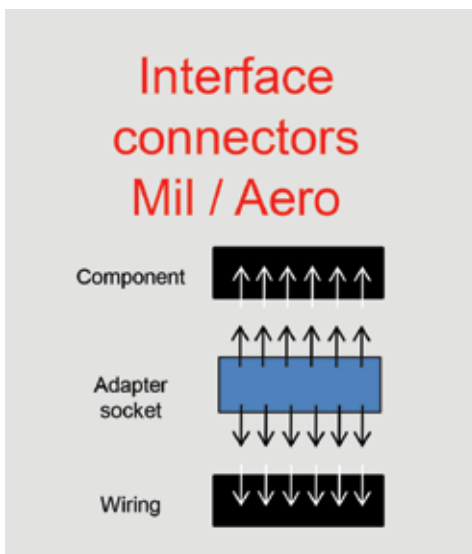 Interface
connectors
Mil / Aero
Component
Adapter
socket
Wiring